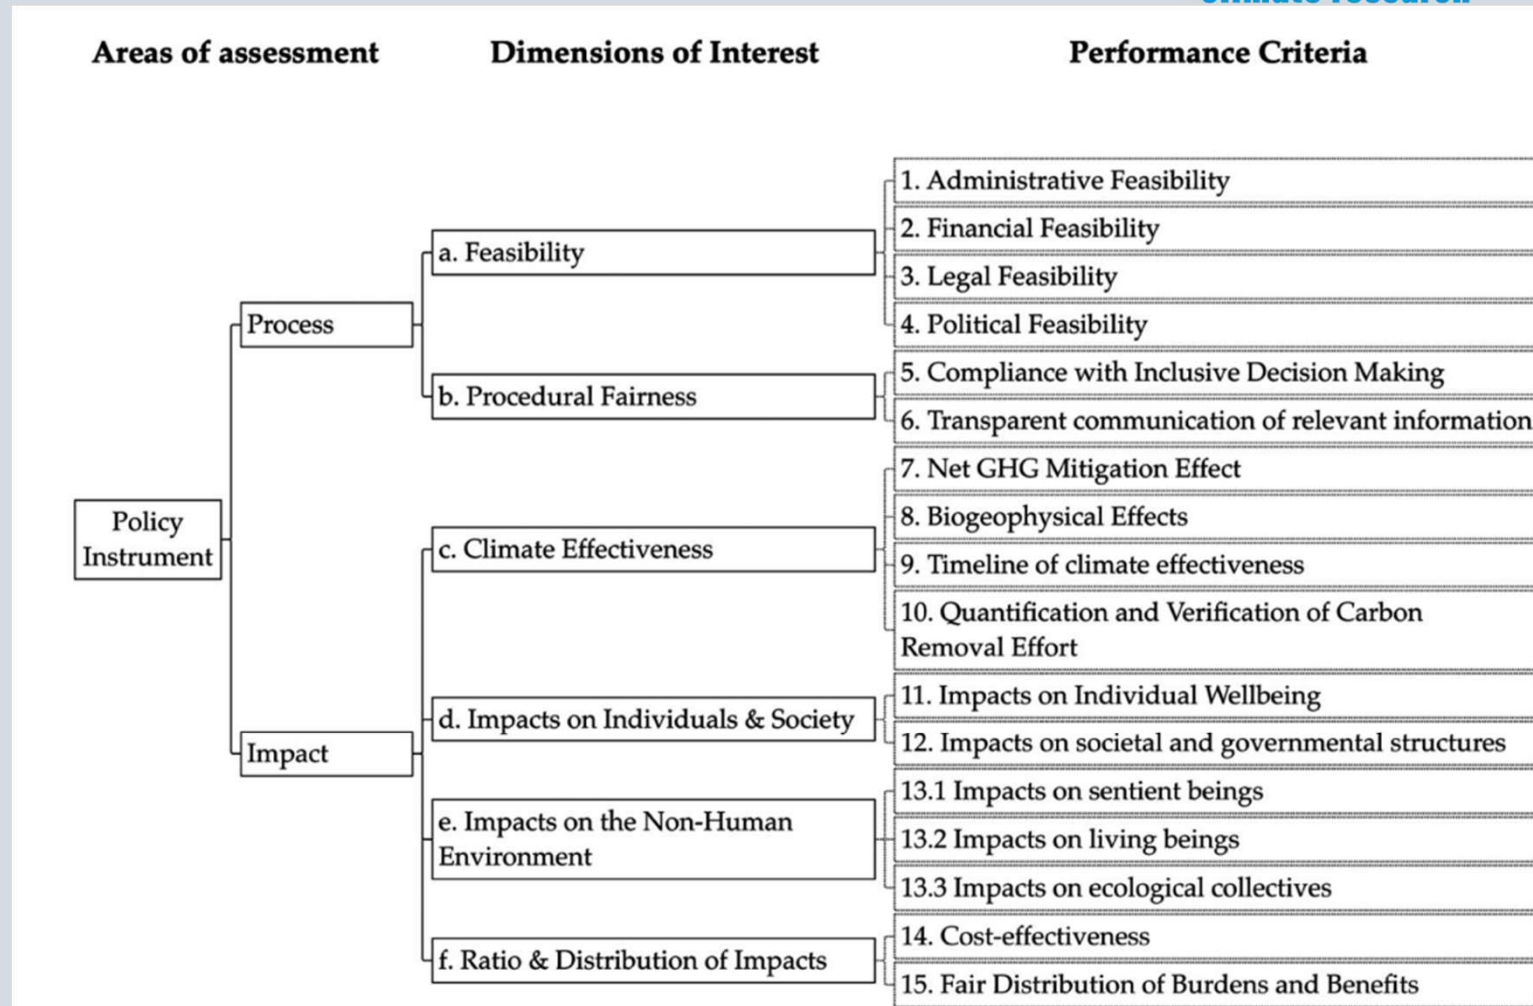 Areas of assessment
Dimensions of Interest
Performance Criteria
Policy
Instrument
Process
Impact
a. Feasibility
b. Procedural Fairness
c. Climate Effectiveness
d. Impacts on Individuals & Society
e. Impacts on the Non-Human
Environment
f. Ratio & Distribution of Impacts
1. Administrative Feasibility
2. Financial Feasibility
3. Legal Feasibility
4. Political Feasibility
5. Compliance with Inclusive Decision Making
6. Transparent communication of relevant information
7. Net GHG Mitigation Effect
8. Biogeophysical Effects
9. Timeline of climate effectiveness
10. Quantification and Verification of Carbon
Removal Effort
11. Impacts on Individual Wellbeing
12. Impacts on societal and governmental structures
13.1 Impacts on sentient beings
13.2 Impacts on living beings
13.3 Impacts on ecological collectives
14. Cost-effectiveness
15. Fair Distribution of Burdens and Benefits